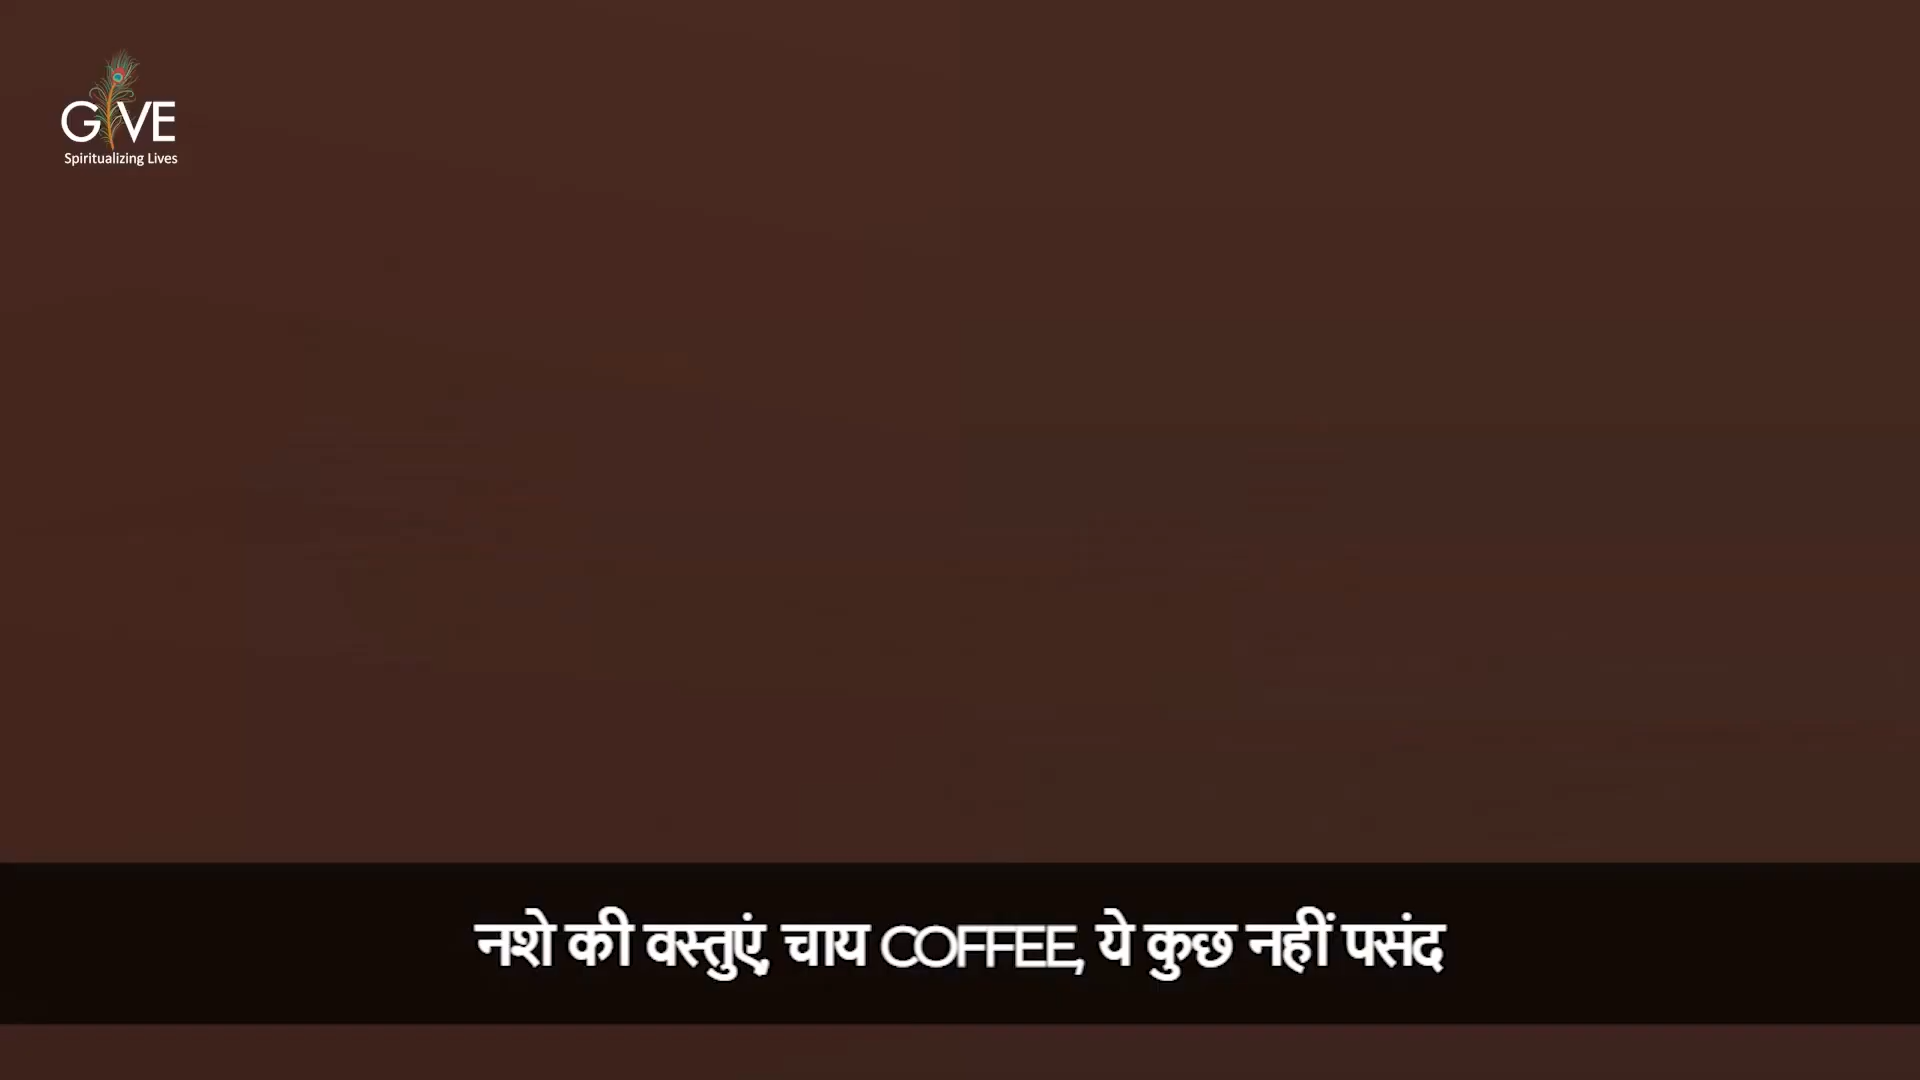 GIVE
Spiritualizing Lives
नशे की वस्तुएं, चाय COFFEE, ये कुछ नहीं पसंद